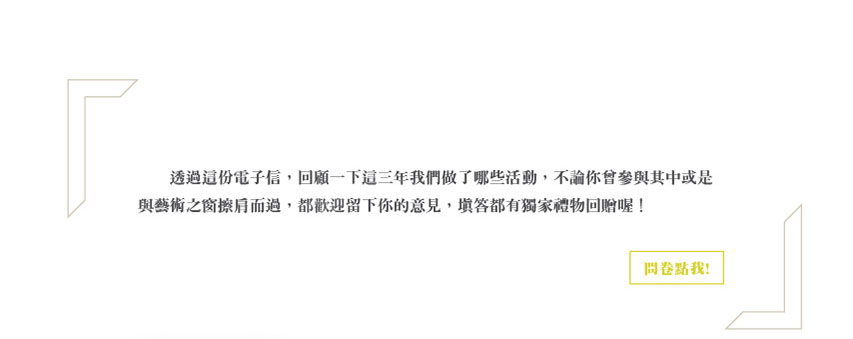 透過這份電子信，回顧一下這三年我們做了哪些活動，不論你曾參與其中或是
與藝術之窗擦肩而過，都歡迎留下你的意見，填答都有獨家禮物回贈喔！
問卷點我!